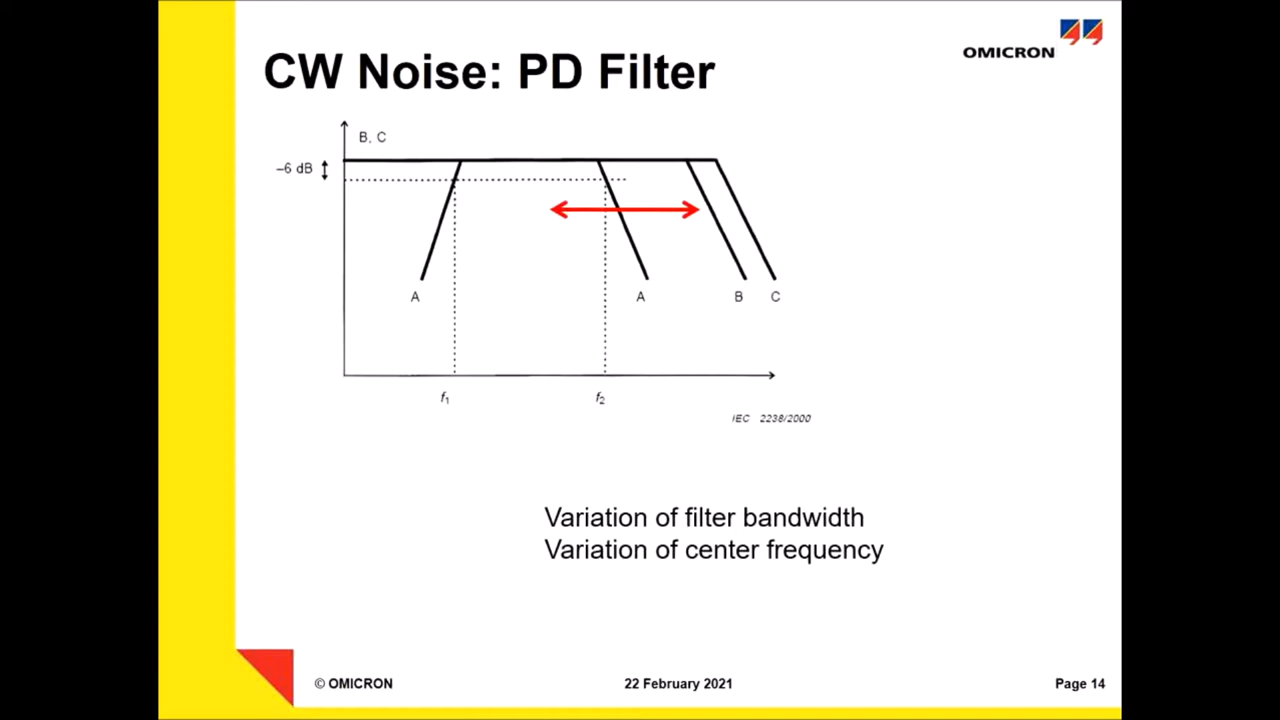 OMICRON
CW Noise: PD Filter
B, C
–6 dB
A
A
B
C
f1
f2
IEC 2236/2000
Variation of filter bandwidth
Variation of center frequency
© OMICRON
22 February 2021
Page 14